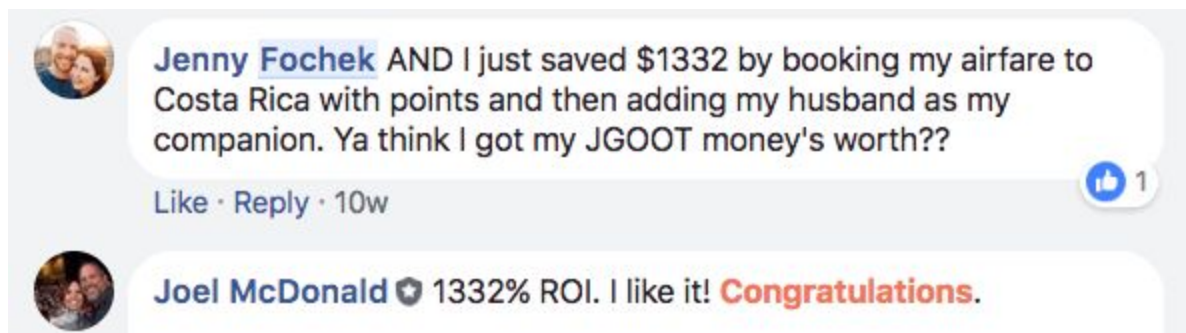 Jenny Fochek AND I just saved $1332 by booking my airfare to
Costa Rica with points and then adding my husband as my
companion. Ya think I got my JGOOT money's worth??
1
Like · Reply · 10w
Joel McDonald 1332% ROI. I like it! Congratulations.